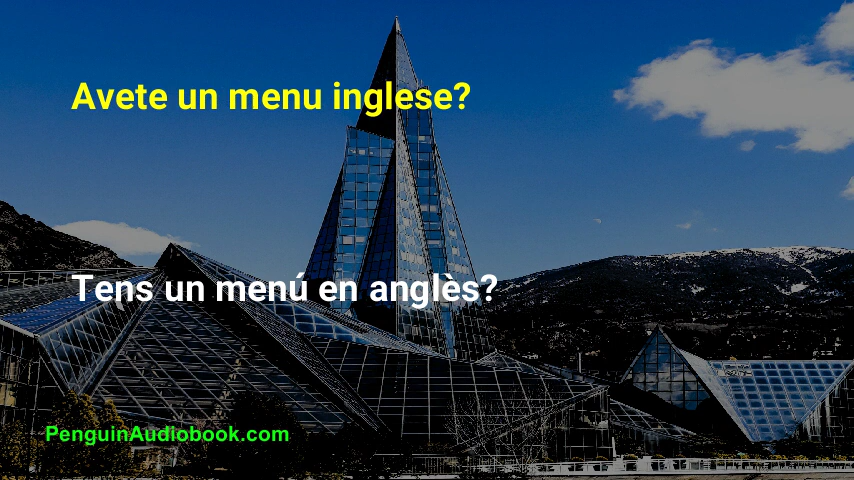 Avete un menu inglese?
Tens un menú en anglès?
PenguinAudiobook.com